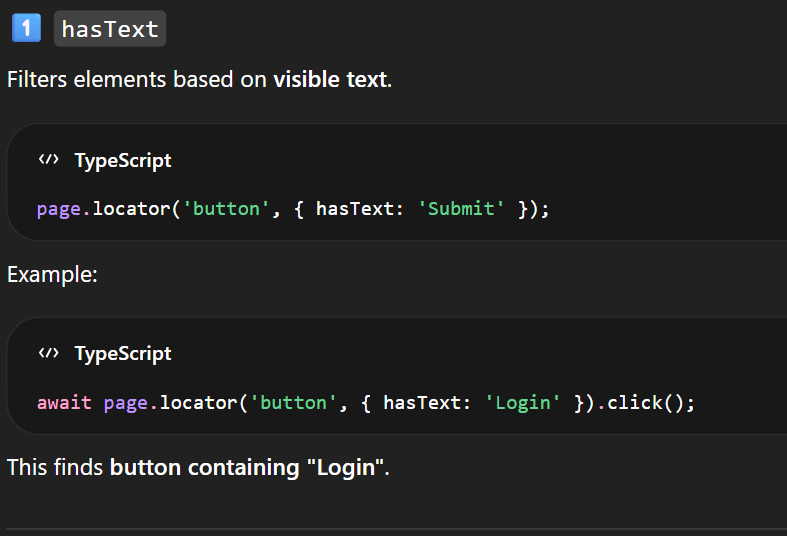 1 hasText
Filters elements based on visible text.
</> TypeScript
page.locator('button', { hasText: 'Submit' });
Example:
</> TypeScript
await page.locator('button', { hasText: 'Login' }).click();
This finds button containing "Login".